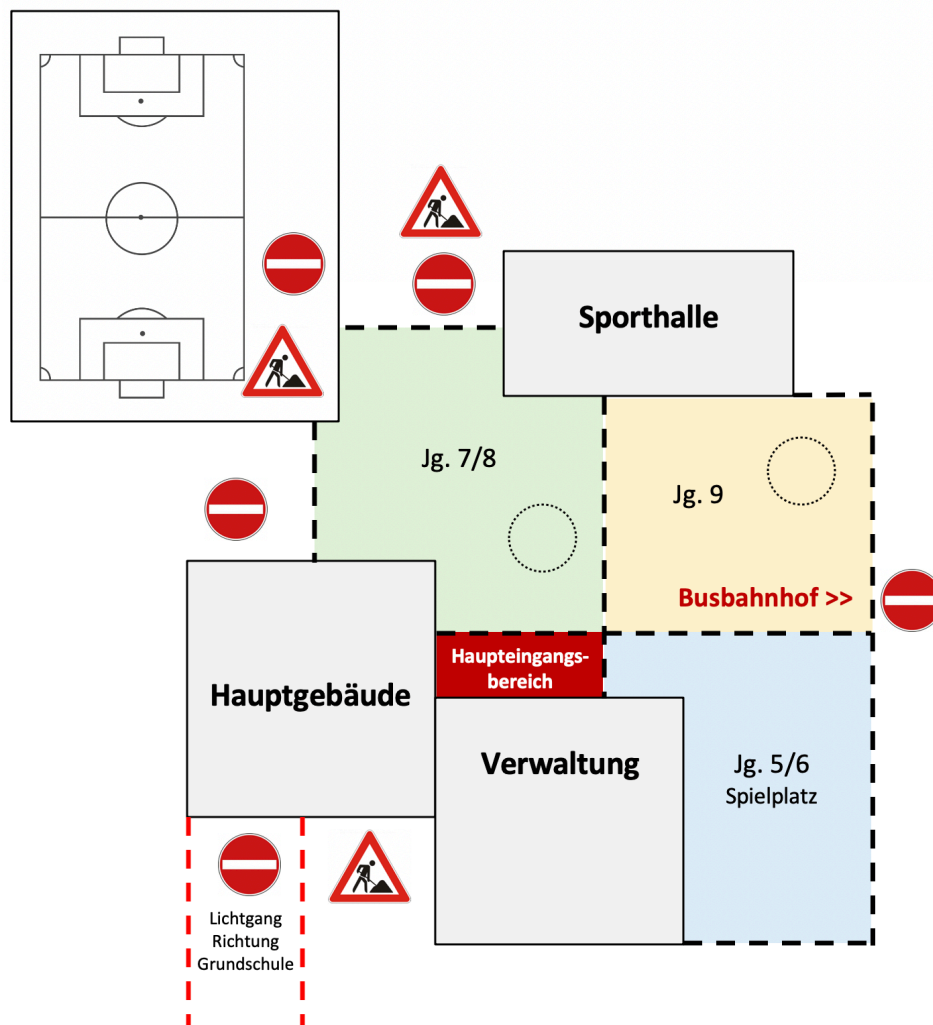 Sporthalle
Jg. 7/8
Jg. 9
Busbahnhof >>
Haupteingangs-
bereich
Hauptgebäude
Verwaltung
Jg. 5/6
Spielplatz
Lichtgang
Richtung
Grundschule